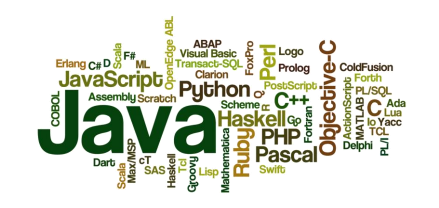 ABAP
Visual Basic
FoxPro
Logo
Erlang
C#
D
Scala
F#
ML
OpenEdge ABL
Transact-SQL
Perl
Prolog
Objective-C
ColdFusion
JavaScript
Clarion
Forth
PostScript
ActionScript
PL/SQL
COBOL
Assembly
Scratch
Python
Q
C++
MATLAB
C
Ada
Java
Scheme
R
Lua
Haskell
Go
Fortran
Io
Yacc
TCL
PHP
Ruby
Pascal
Delphi
PL/I
Dart
Scala
Max/MSP
cT
SAS
Haskell
Tcl
Groovy
Lisp
Mathematica
Swift